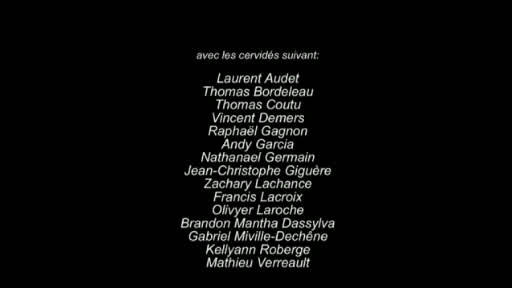 avec les cervidés suivant:
Laurent Audet
Thomas Bordeleau
Thomas Coutu
Vincent Demers
Raphaël Gagnon
Andy Garcia
Nathanael Germain
Jean-Christophe Giguère
Zachary Lachance
Francis Lacroix
Olivyer Laroche
Brandon Mantha Dassylva
Gabriel Miville-Dechêne
Kellyann Roberge
Mathieu Verreault